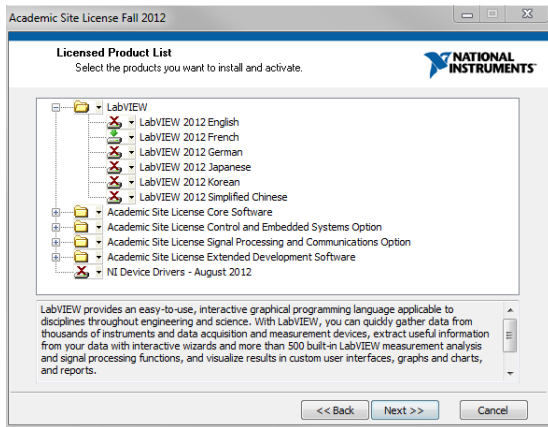 Academic Site License Fall 2012
Licensed Product List
Select the products you want to install and activate.
NATIONAL
INSTRUMENTS™
LabVIEW
LabVIEW 2012 English
LabVIEW 2012 French
LabVIEW 2012 German
LabVIEW 2012 Japanese
LabVIEW 2012 Korean
LabVIEW 2012 Simplified Chinese
Academic Site License Core Software
Academic Site License Control and Embedded Systems Option
Academic Site License Signal Processing and Communications Option
Academic Site License Extended Development Software
NI Device Drivers - August 2012
LabVIEW provides an easy-to-use, interactive graphical programming language applicable to
disciplines throughout engineering and science. With LabVIEW, you can quickly gather data from
thousands of instruments and data acquisition and measurement devices, extract useful information
from your data with interactive wizards and more than 500 built-in LabVIEW measurement analysis
and signal processing functions, and visualize results in custom user interfaces, graphs and charts,
and reports.
<< Back Next >> Cancel